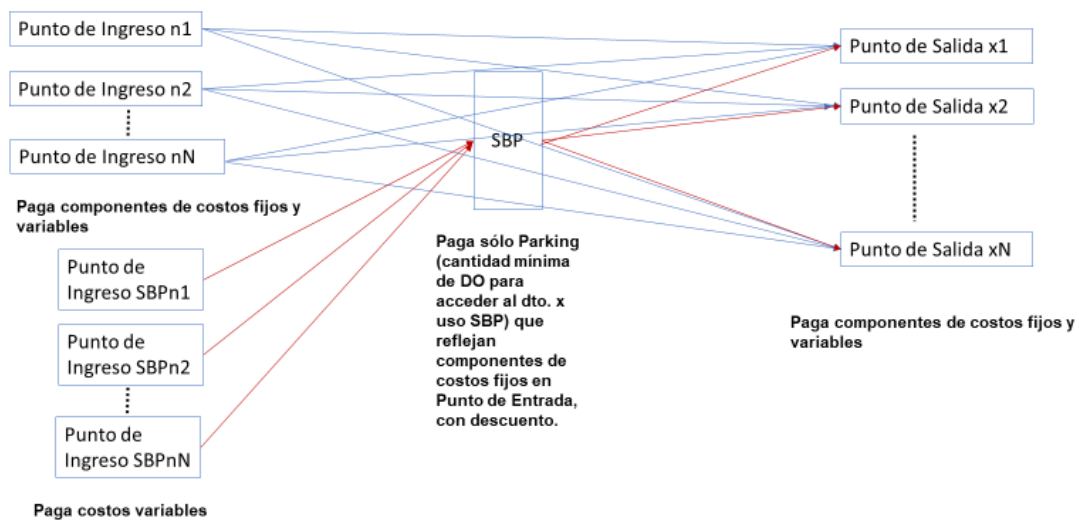 Punto de Ingreso n1
Punto de Ingreso n2
Punto de Ingreso nN
Paga componentes de costos fijos y
variables
Punto de
Ingreso SBPn1
Punto de
Ingreso SBPn2
Punto de
Ingreso SBPnN
Paga costos variables
SBP
Paga sólo Parking
(cantidad mínima
de DO para
acceder al dto. x
uso SBP) que
reflejan
componentes de
costos fijos en
Punto de Entrada,
con descuento.
Punto de Salida x1
Punto de Salida x2
Punto de Salida xN
Paga componentes de costos fijos y
variables